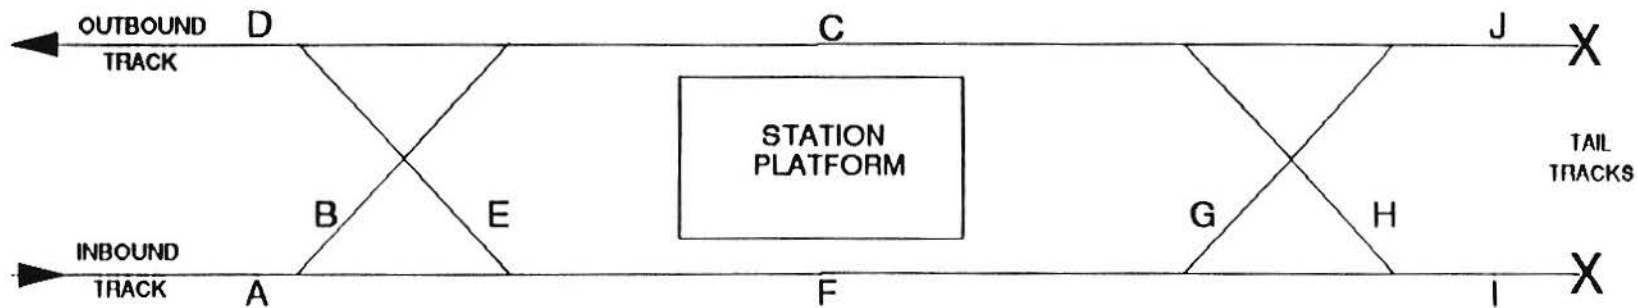 OUTBOUND
TRACK
D
C
J
X
STATION
PLATFORM
TAIL
TRACKS
B
E
G
H
INBOUND
TRACK
A
F
I
X